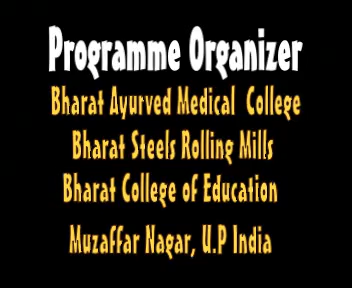 Programme Organizer
Bharat Ayurved Medical College
Bharat Steels Rolling Mills
Bharat College of Education
Muzaffar Nagar, U.P India